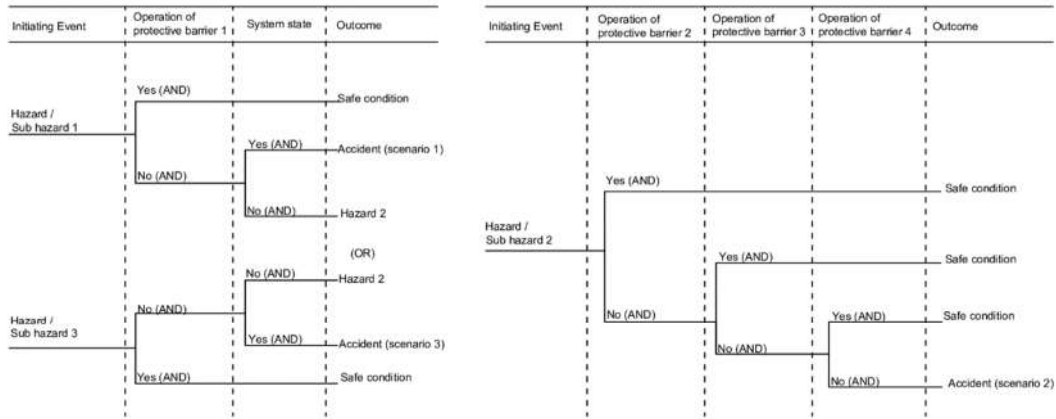 Initiating Event
Operation of
protective barrier 1
System state
Outcome
Yes (AND)
Safe condition
Hazard /
Sub hazard 1
Yes (AND)
Accident (scenario 1)
No (AND)
No (AND)
Hazard 2
(OR)
No (AND)
Hazard 2
No (AND)
Hazard /
Sub hazard 3
Yes (AND)
Accident (scenario 3)
Yes (AND)
Safe condition
Initiating Event
Operation of
protective barrier 2
Operation of
protective barrier 3
Operation of
protective barrier 4
Outcome
Yes (AND)
Safe condition
Hazard /
Sub hazard 2
Yes (AND)
Safe condition
No (AND)
Yes (AND)
Safe condition
No (AND)
No (AND)
Accident (scenario 2)